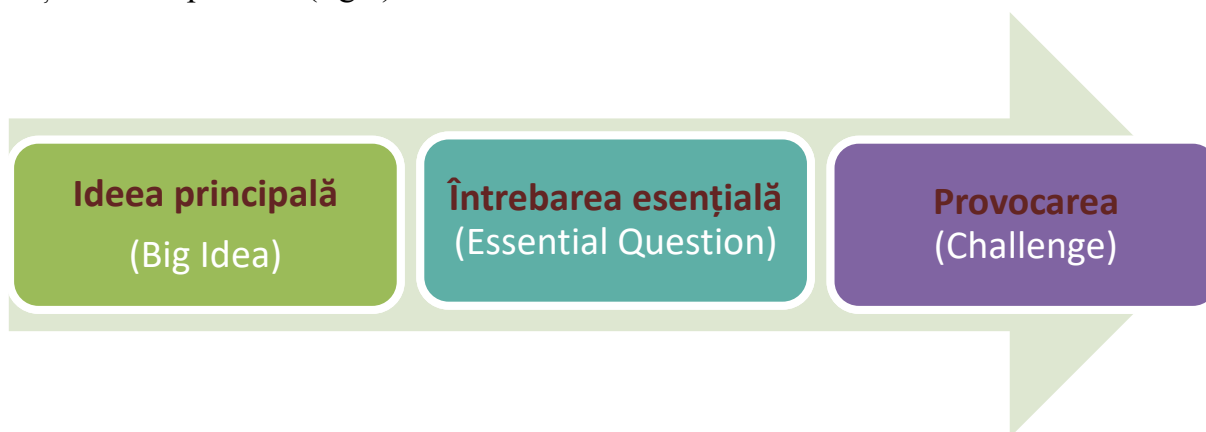 Ideea principală
(Big Idea)
Întrebarea esențială
(Essential Question)
Provocarea
(Challenge)